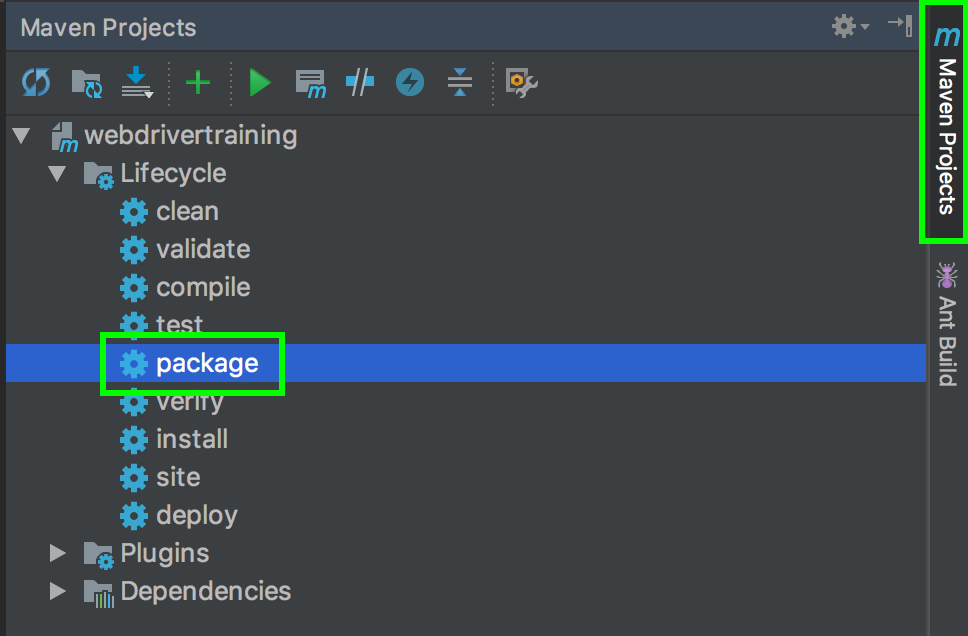 Maven Projects
webdrivertraining
Lifecycle
clean
validate
compile
test
package
verify
install
site
deploy
Plugins
Dependencies
m Maven Projects
Ant Build